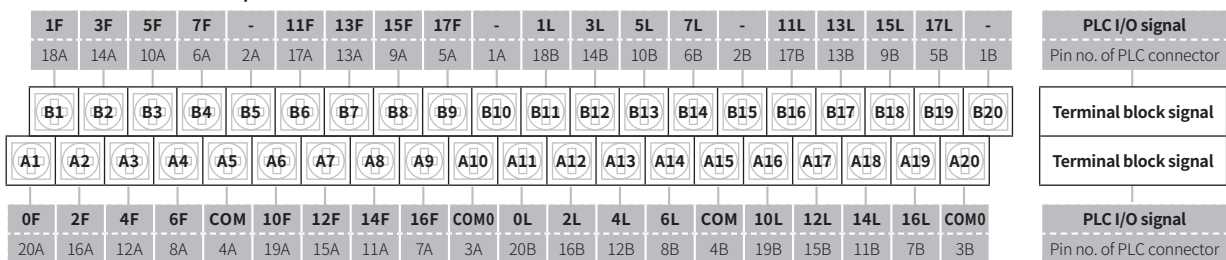 1F 3F 5F 7F - 11F 13F 15F 17F - 1L 3L 5L 7L - 11L 13L 15L 17L - PLC I/O signal
18A 14A 10A 6A 2A 17A 13A 9A 5A 1A 18B 14B 10B 6B 2B 17B 13B 9B 5B 1B Pin no. of PLC connector
B1 B2 B3 B4 B5 B6 B7 B8 B9 B10 B11 B12 B13 B14 B15 B16 B17 B18 B19 B20 Terminal block signal
A1 A2 A3 A4 A5 A6 A7 A8 A9 A10 A11 A12 A13 A14 A15 A16 A17 A18 A19 A20 Terminal block signal
0F 2F 4F 6F COM 10F 12F 14F 16F COM0 0L 2L 4L 6L COM 10L 12L 14L 16L COM0 PLC I/O signal
20A 16A 12A 8A 4A 19A 15A 11A 7A 3A 20B 16B 12B 8B 4B 19B 15B 11B 7B 3B Pin no. of PLC connector